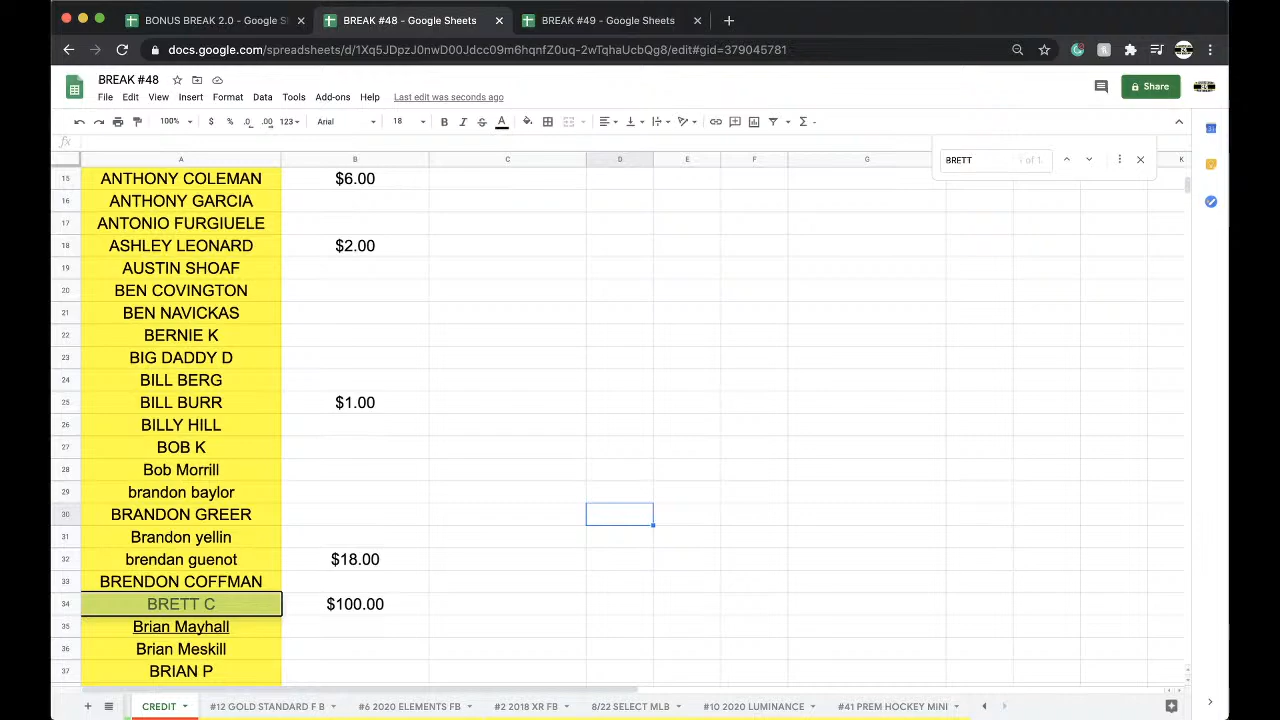 BONUS BREAK 2.0 - Google S
BREAK #48 - Google Sheets
BREAK #49 - Google Sheets
docs.google.com/spreadsheets/d/1Xq5JDpzJ0nwD00Jdcc09m6hqnfZ0uq-2wTqhaUcbQg8/edit#gid=379045781
BREAK #48
File Edit View Insert Format Data Tools Add-ons Help Last edit was seconds ago
Share
100% $ % .0 .00 123 Arial 18 B I S A
fx
BRETT of 1
A B C D E F G K
15 ANTHONY COLEMAN $6.00
16 ANTHONY GARCIA
17 ANTONIO FURGIUELE
18 ASHLEY LEONARD $2.00
19 AUSTIN SHOAF
20 BEN COVINGTON
21 BEN NAVICKAS
22 BERNIE K
23 BIG DADDY D
24 BILL BERG
25 BILL BURR $1.00
26 BILLY HILL
27 BOB K
28 Bob Morrill
29 brandon baylor
30 BRANDON GREER
31 Brandon yellin
32 brendan guenot $18.00
33 BRENDON COFFMAN
34 BRETT C $100.00
35 Brian Mayhall
36 Brian Meskill
37 BRIAN P
CREDIT #12 GOLD STANDARD F B #6 2020 ELEMENTS FB #2 2018 XR FB 8/22 SELECT MLB #10 2020 LUMINANCE #41 PREM HOCKEY MINI